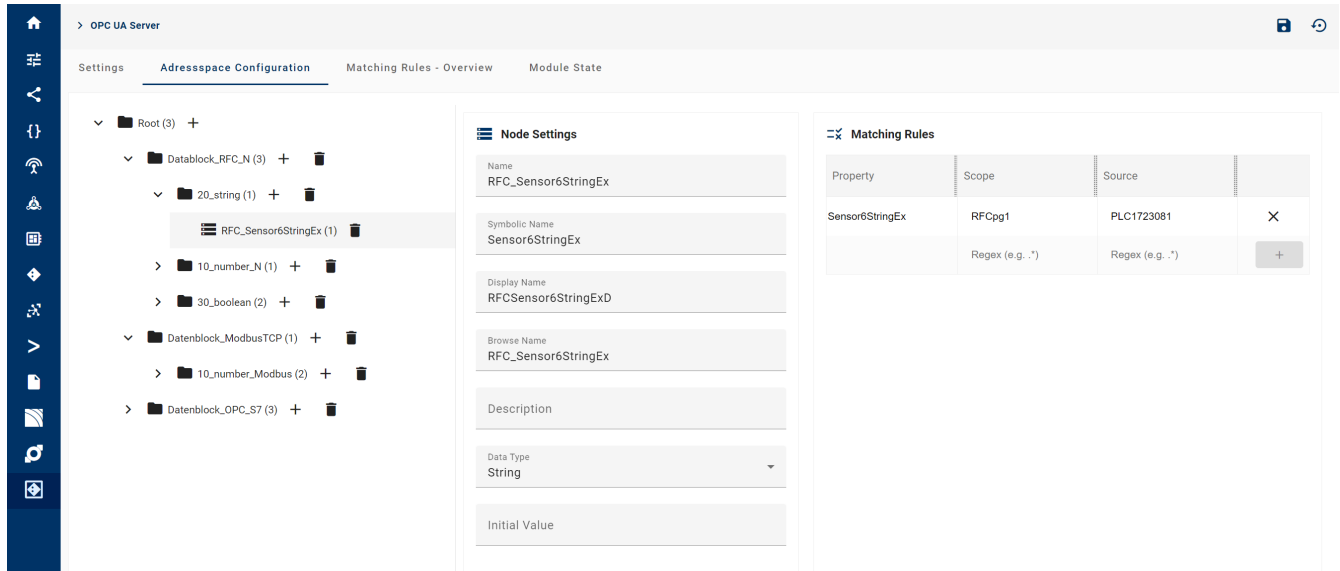 OPC UA Server
Settings
Adressspace Configuration
Matching Rules - Overview
Module State
Root (3)
Datablock_RFC_N (3)
20_string (1)
RFC_Sensor6StringEx (1)
10_number_N (1)
30_boolean (2)
Datenblock_ModbusTCP (1)
10_number_Modbus (2)
Datenblock_OPC_S7 (3)
Node Settings
Name
RFC_Sensor6StringEx
Symbolic Name
Sensor6StringEx
Display Name
RFCSensor6StringExD
Browse Name
RFC_Sensor6StringEx
Description
Data Type
String
Initial Value
Matching Rules
Property Scope Source
Sensor6StringEx RFCpg1 PLC1723081
Regex (e.g. .*) Regex (e.g. .*)